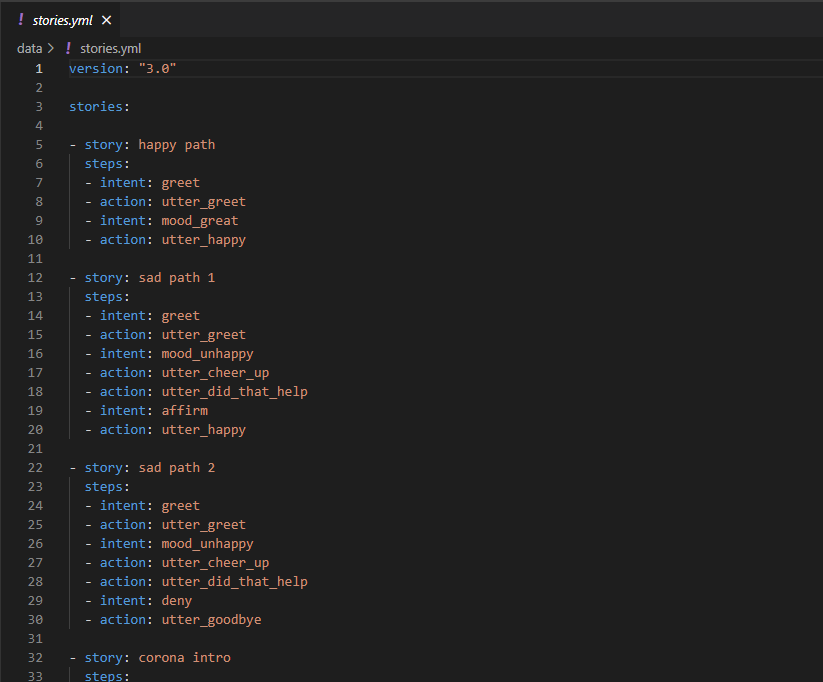 ! stories.yml ✕
data > ! stories.yml
1 version: "3.0"
2
3 stories:
4
5 - story: happy path
6   steps:
7   - intent: greet
8   - action: utter_greet
9   - intent: mood_great
10   - action: utter_happy
11
12 - story: sad path 1
13   steps:
14   - intent: greet
15   - action: utter_greet
16   - intent: mood_unhappy
17   - action: utter_cheer_up
18   - action: utter_did_that_help
19   - intent: affirm
20   - action: utter_happy
21
22 - story: sad path 2
23   steps:
24   - intent: greet
25   - action: utter_greet
26   - intent: mood_unhappy
27   - action: utter_cheer_up
28   - action: utter_did_that_help
29   - intent: deny
30   - action: utter_goodbye
31
32 - story: corona intro
33   steps: